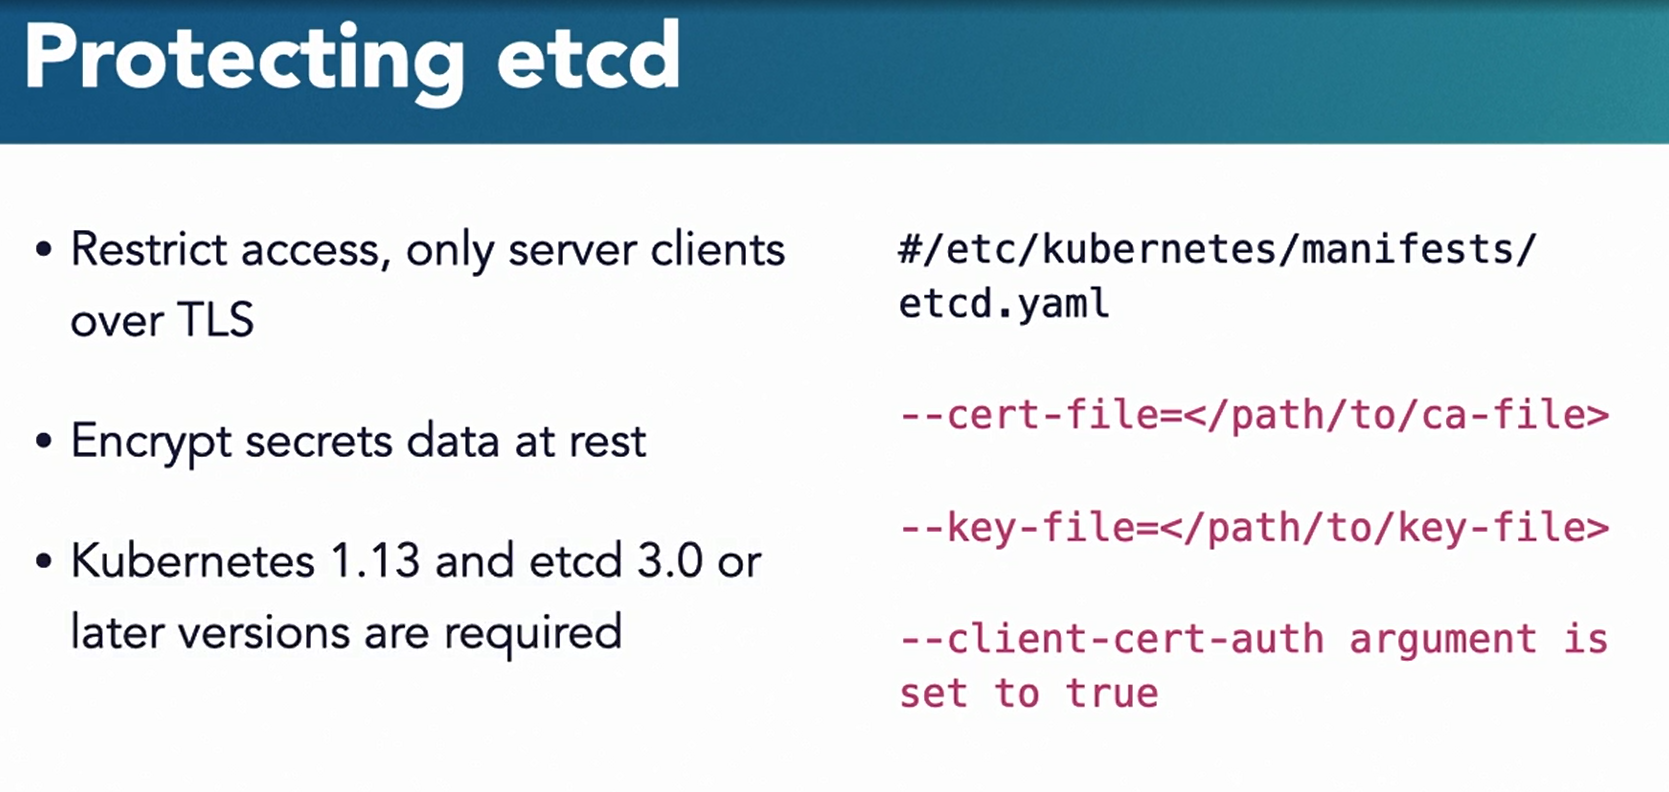 Protecting etcd
• Restrict access, only server clients
over TLS
• Encrypt secrets data at rest
• Kubernetes 1.13 and etcd 3.0 or
later versions are required
#/etc/kubernetes/manifests/
etcd.yaml
--cert-file=</path/to/ca-file>
--key-file=</path/to/key-file>
--client-cert-auth argument is
set to true